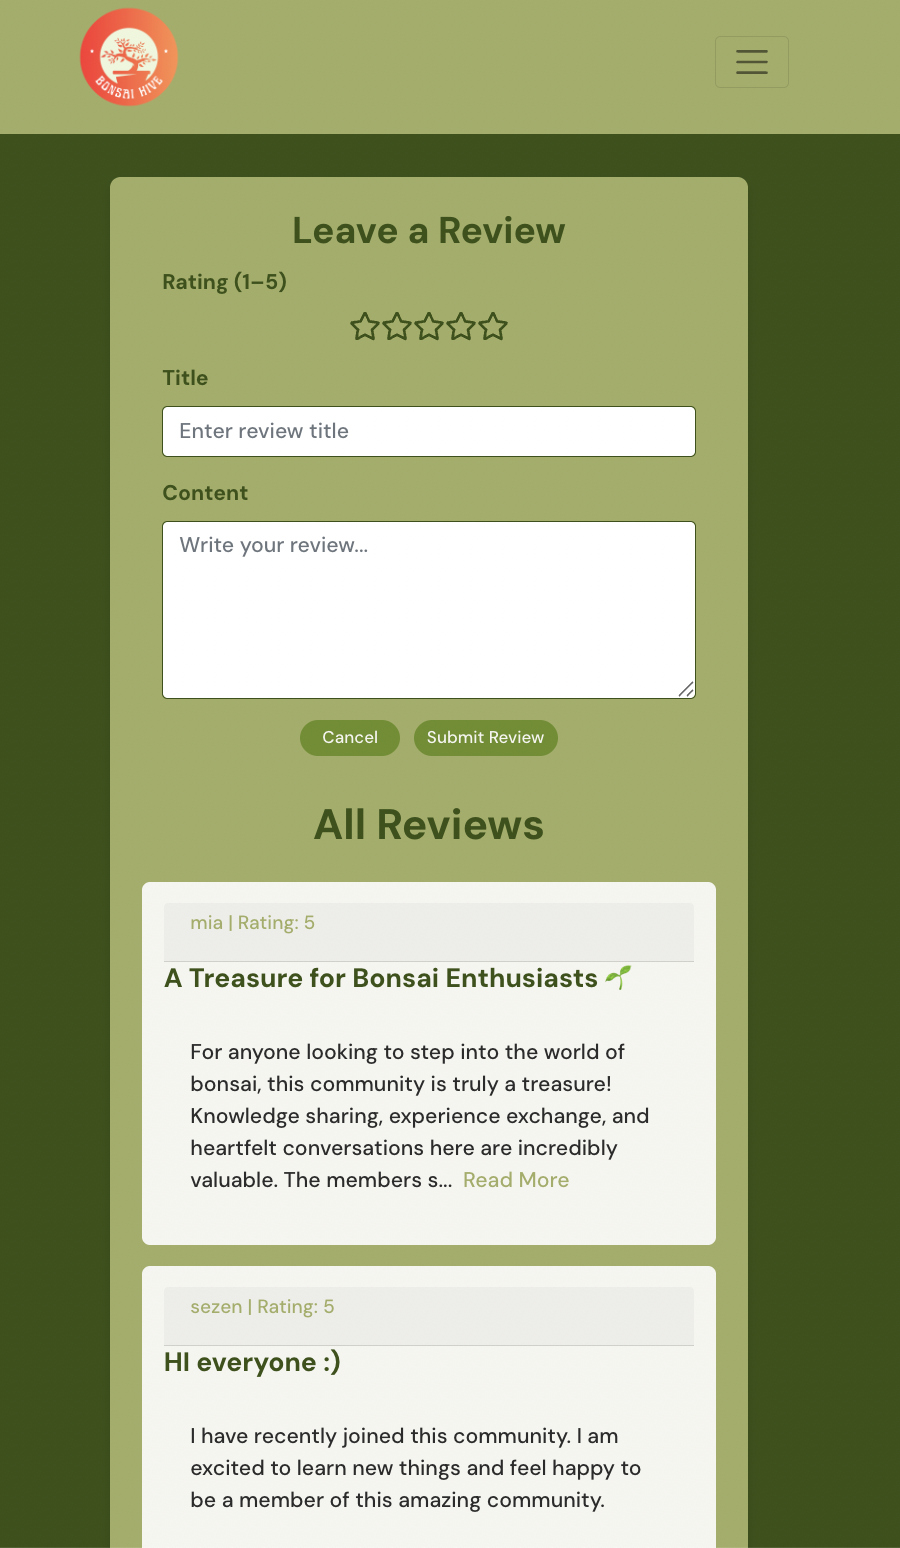 BONSAI HIVE
Leave a Review
Rating (1–5)
Title
Enter review title
Content
Write your review...
Cancel
Submit Review
All Reviews
mia | Rating: 5
A Treasure for Bonsai Enthusiasts 🌱
For anyone looking to step into the world of
bonsai, this community is truly a treasure!
Knowledge sharing, experience exchange, and
heartfelt conversations here are incredibly
valuable. The members s... Read More
sezen | Rating: 5
HI everyone :)
I have recently joined this community. I am
excited to learn new things and feel happy to
be a member of this amazing community.